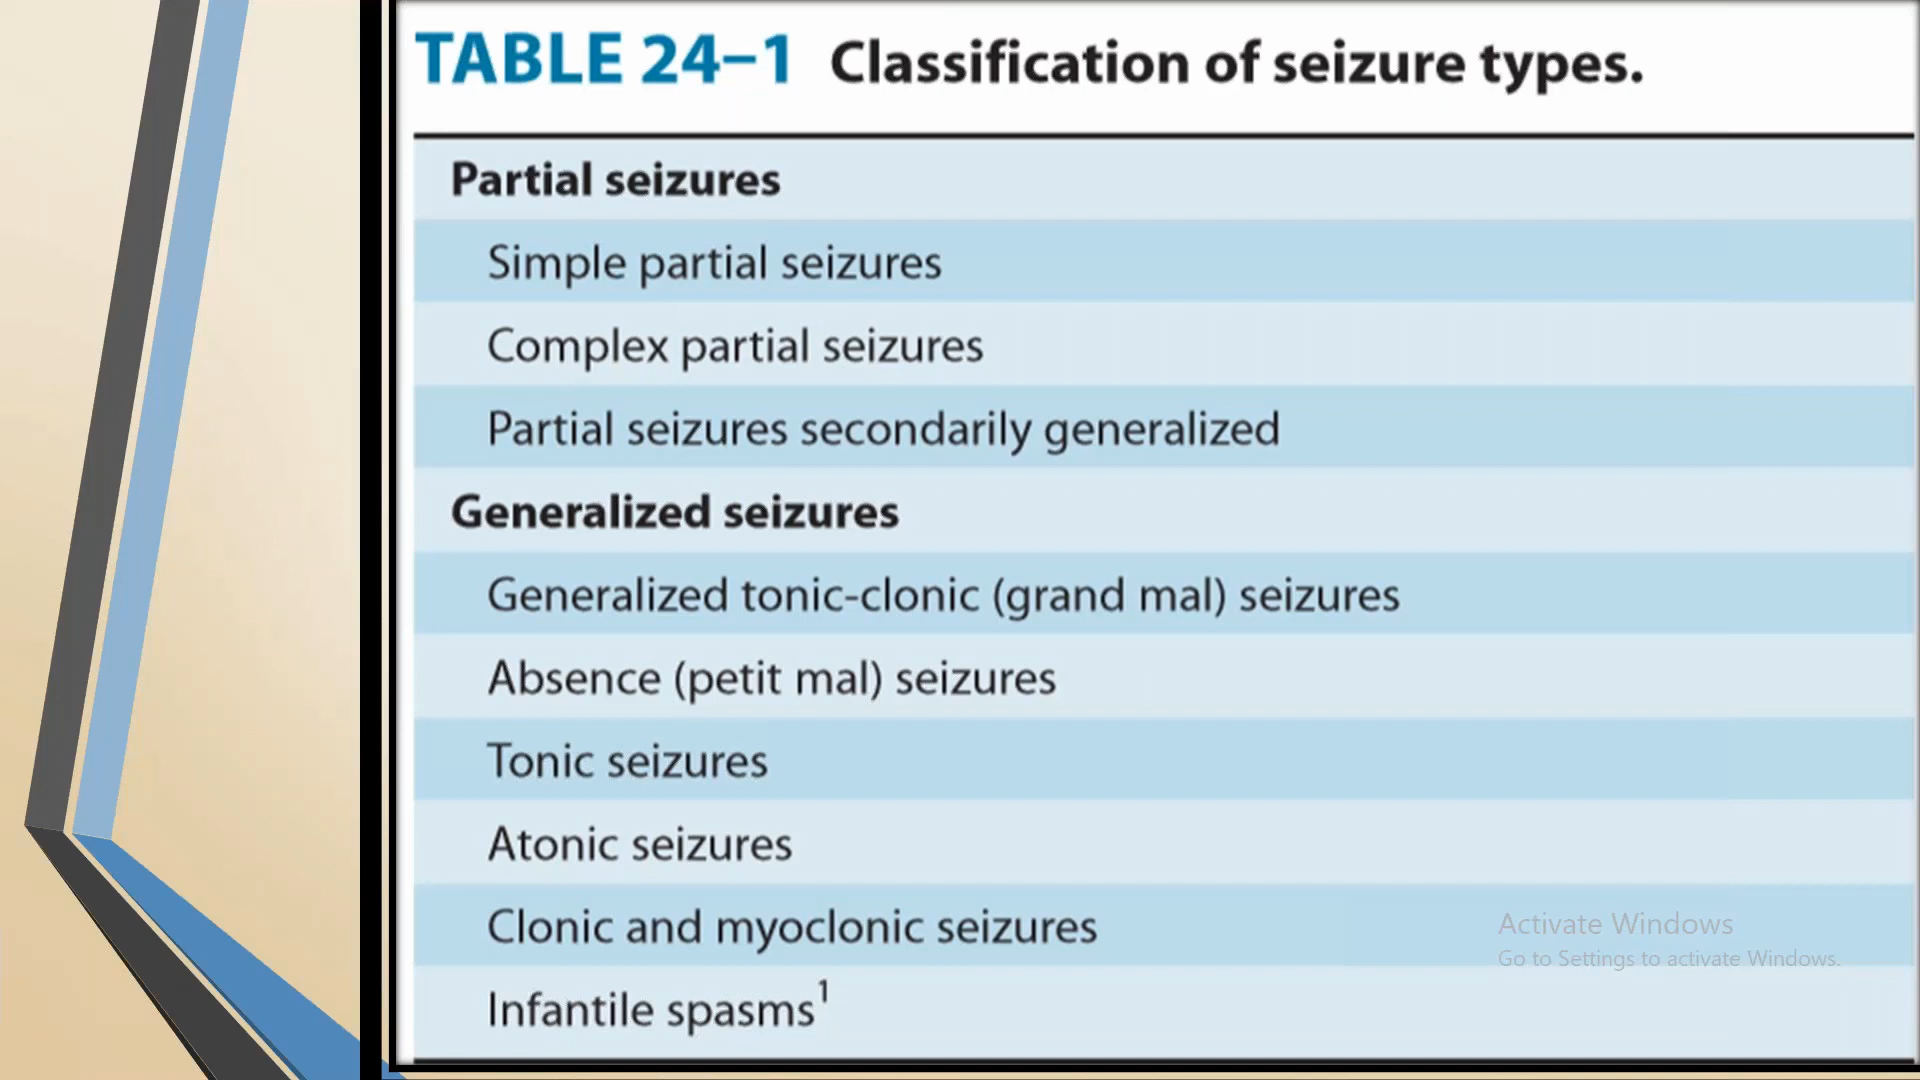 TABLE 24–1 Classification of seizure types.
Partial seizures
Simple partial seizures
Complex partial seizures
Partial seizures secondarily generalized
Generalized seizures
Generalized tonic-clonic (grand mal) seizures
Absence (petit mal) seizures
Tonic seizures
Atonic seizures
Clonic and myoclonic seizures
Infantile spasms¹
Activate Windows
Go to Settings to activate Windows.